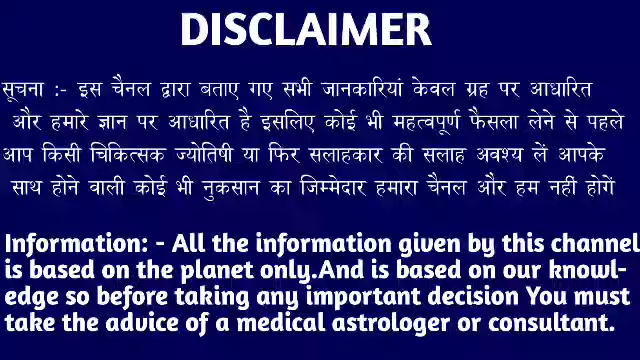 DISCLAIMER
सूचना :- इस चैनल द्वारा बताए गए सभी जानकारियां केवल ग्रह पर आधारित
और हमारे ज्ञान पर आधारित है इसलिए कोई भी महत्वपूर्ण फैसला लेने से पहले
आप किसी चिकित्सक ज्योतिषी या फिर सलाहकार की सलाह अवश्य लें आपके
साथ होने वाली कोई भी नुकसान का जिम्मेदार हमारा चैनल और हम नहीं होगें
Information: - All the information given by this channel
is based on the planet only.And is based on our knowl-
edge so before taking any important decision You must
take the advice of a medical astrologer or consultant.